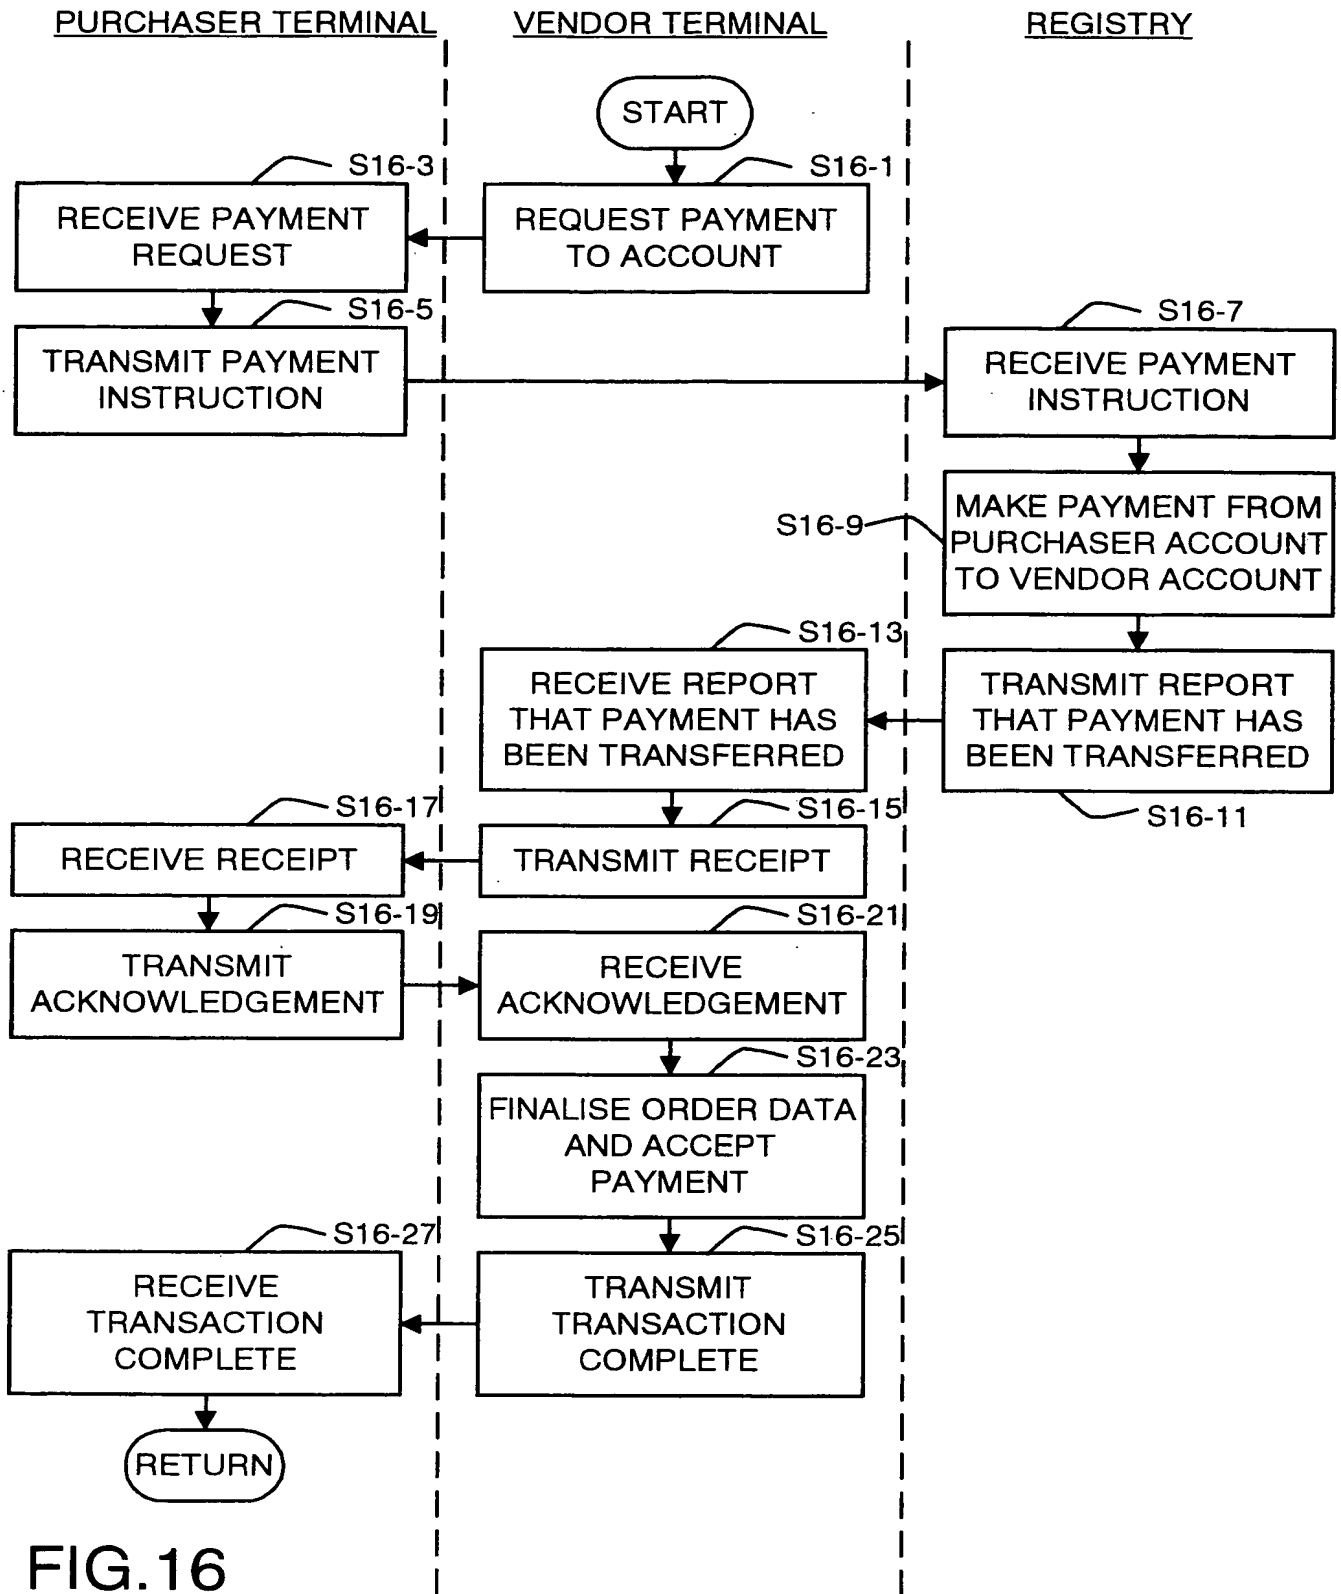 PURCHASER TERMINAL
VENDOR TERMINAL
REGISTRY
START
S16-3
S16-1
RECEIVE PAYMENT
REQUEST
REQUEST PAYMENT
TO ACCOUNT
S16-5
S16-7
TRANSMIT PAYMENT
INSTRUCTION
RECEIVE PAYMENT
INSTRUCTION
S16-9
MAKE PAYMENT FROM
PURCHASER ACCOUNT
TO VENDOR ACCOUNT
S16-13
RECEIVE REPORT
THAT PAYMENT HAS
BEEN TRANSFERRED
TRANSMIT REPORT
THAT PAYMENT HAS
BEEN TRANSFERRED
S16-11
S16-17
S16-15
RECEIVE RECEIPT
TRANSMIT RECEIPT
S16-19
S16-21
TRANSMIT
ACKNOWLEDGEMENT
RECEIVE
ACKNOWLEDGEMENT
S16-23
FINALISE ORDER DATA
AND ACCEPT
PAYMENT
S16-27
S16-25
RECEIVE
TRANSACTION
COMPLETE
TRANSMIT
TRANSACTION
COMPLETE
RETURN
FIG.16